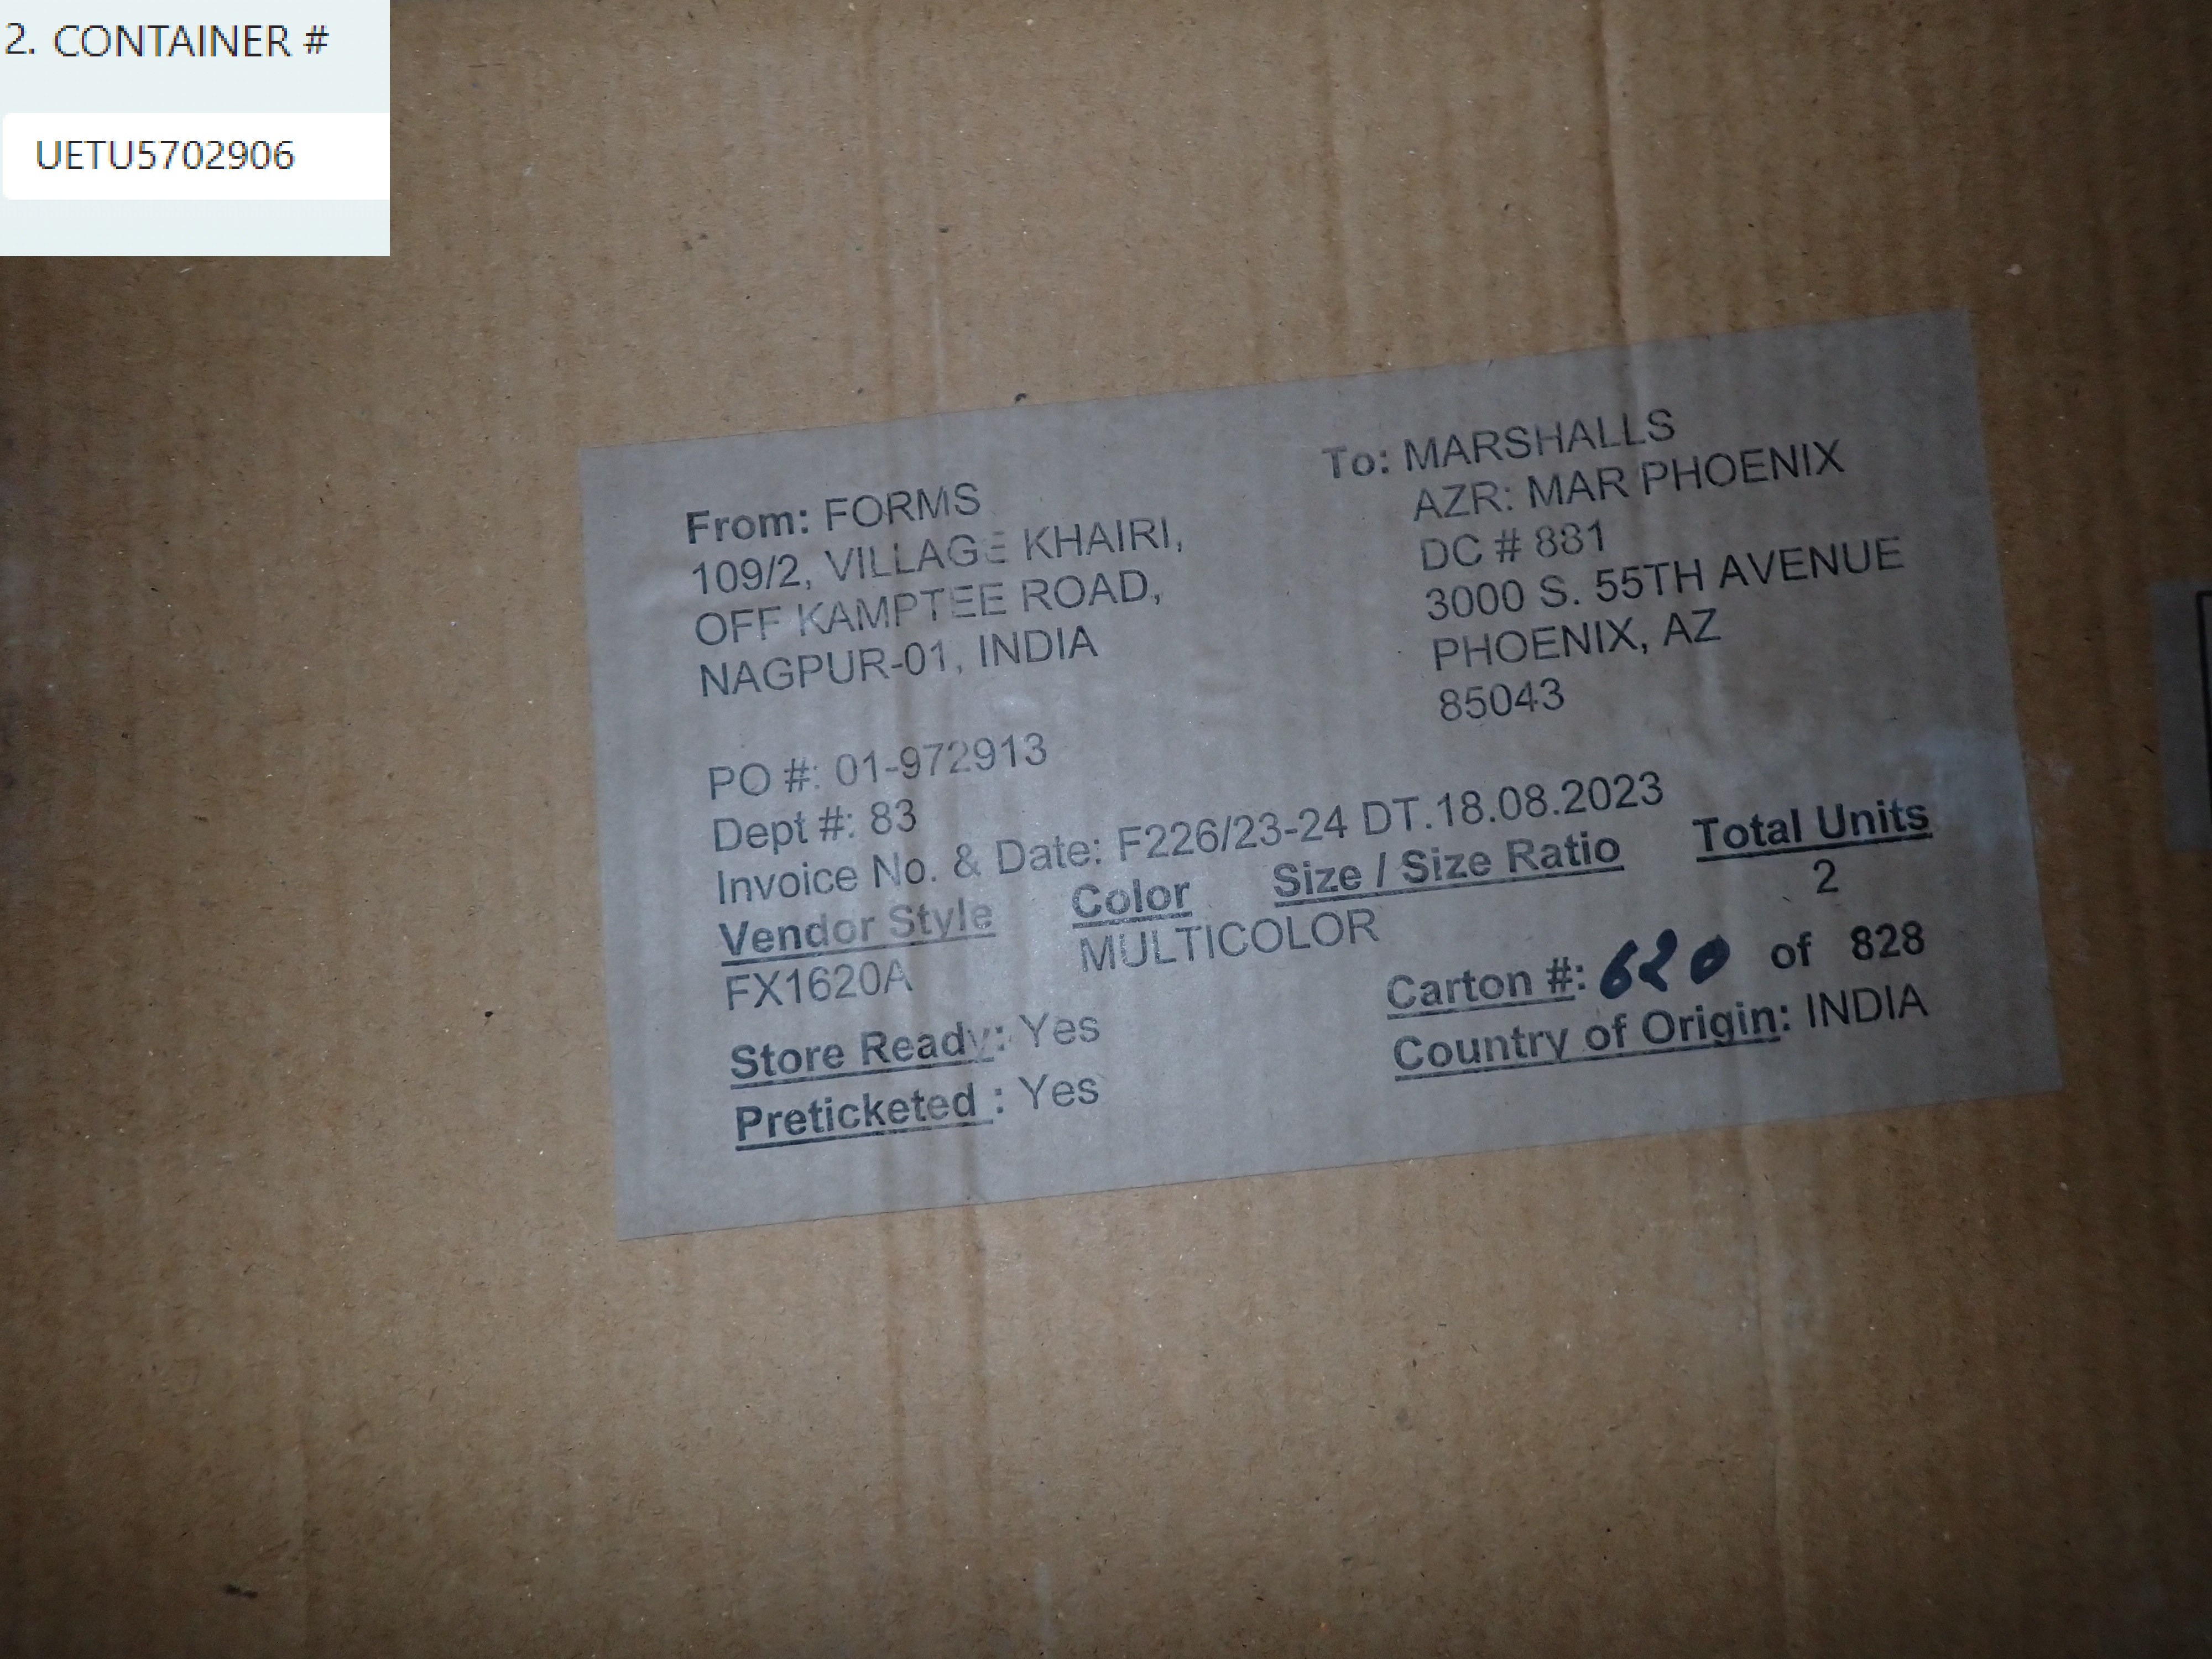 2. CONTAINER #
UETU5702906
From: FORMS
109/2, VILLAGE KHAIRI,
OFF KAMPTEE ROAD,
NAGPUR-01, INDIA
To: MARSHALLS
AZR: MAR PHOENIX
DC # 881
3000 S. 55TH AVENUE
PHOENIX, AZ
85043
PO #: 01-972913
Dept #: 83
Invoice No. & Date: F226/23-24 DT.18.08.2023
Vendor Style Color Size / Size Ratio Total Units
FX1620A MULTICOLOR 2
Store Ready: Yes Carton #: 620 of 828
Preticketed : Yes Country of Origin: INDIA